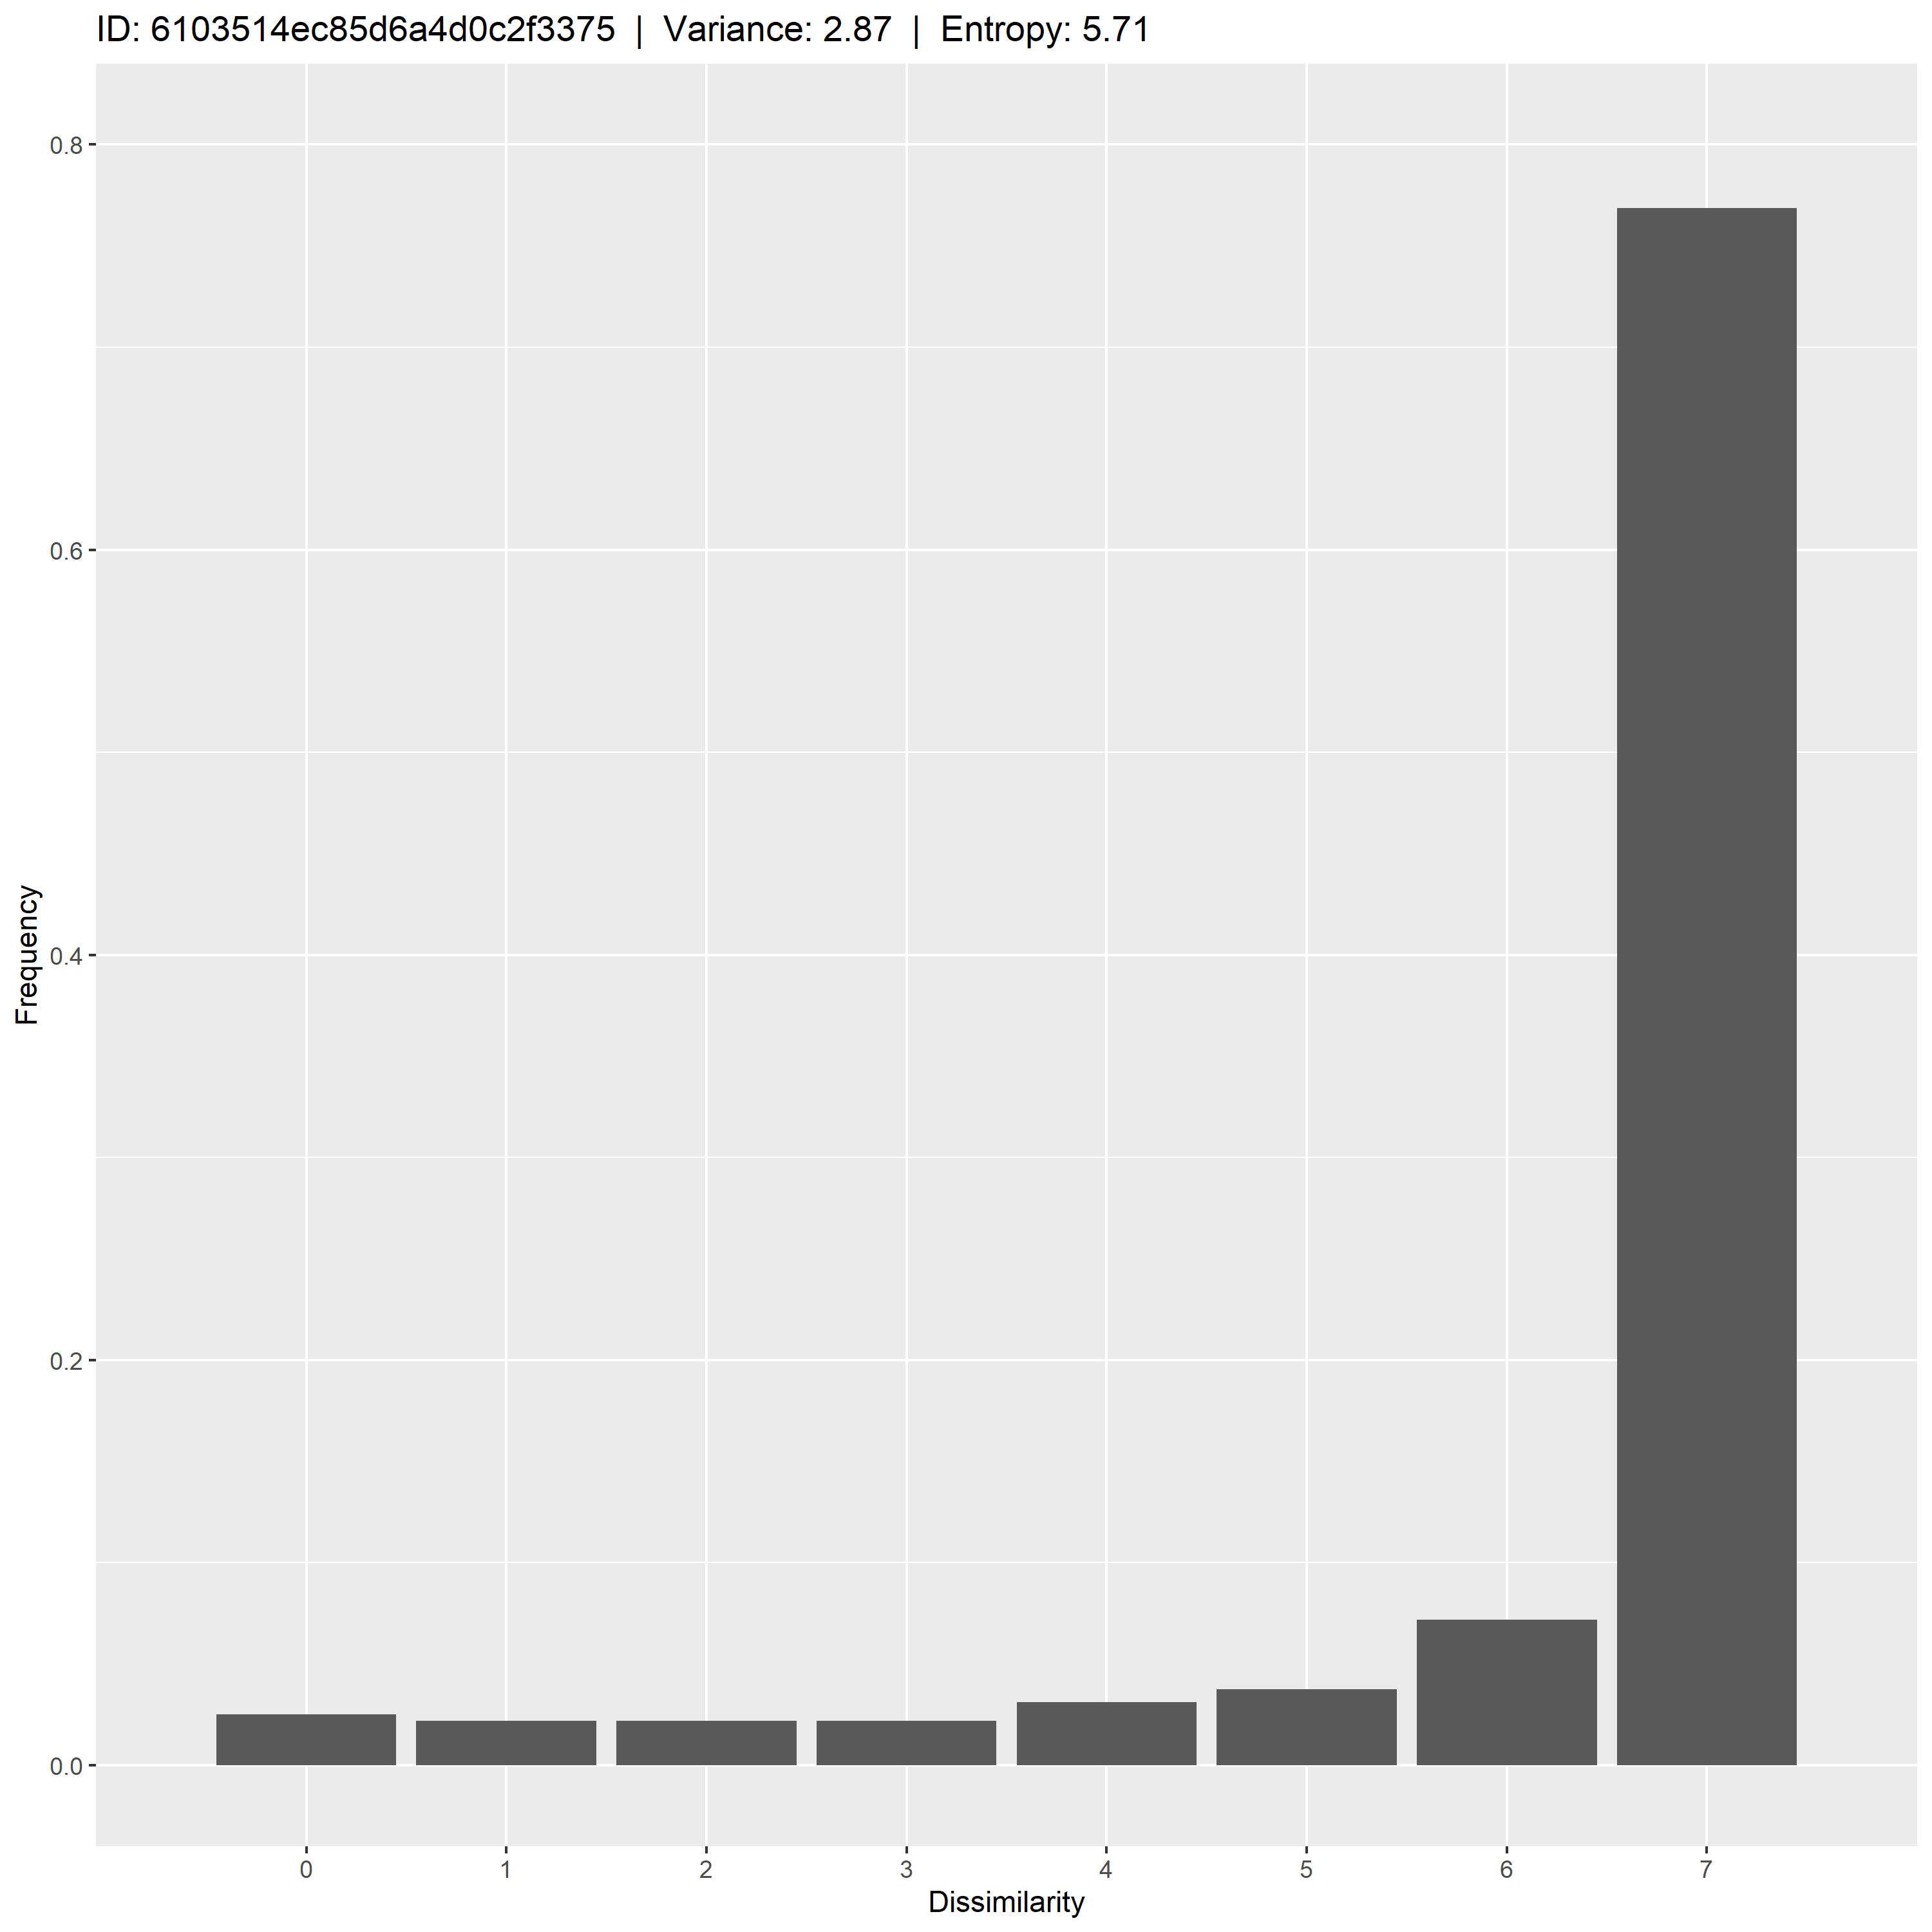 ID: 6103514ec85d6a4d0c2f3375 | Variance: 2.87 | Entropy: 5.71
0.8
0.6
0.4
0.2
0.0
Frequency
0 1 2 3 4 5 6 7
Dissimilarity